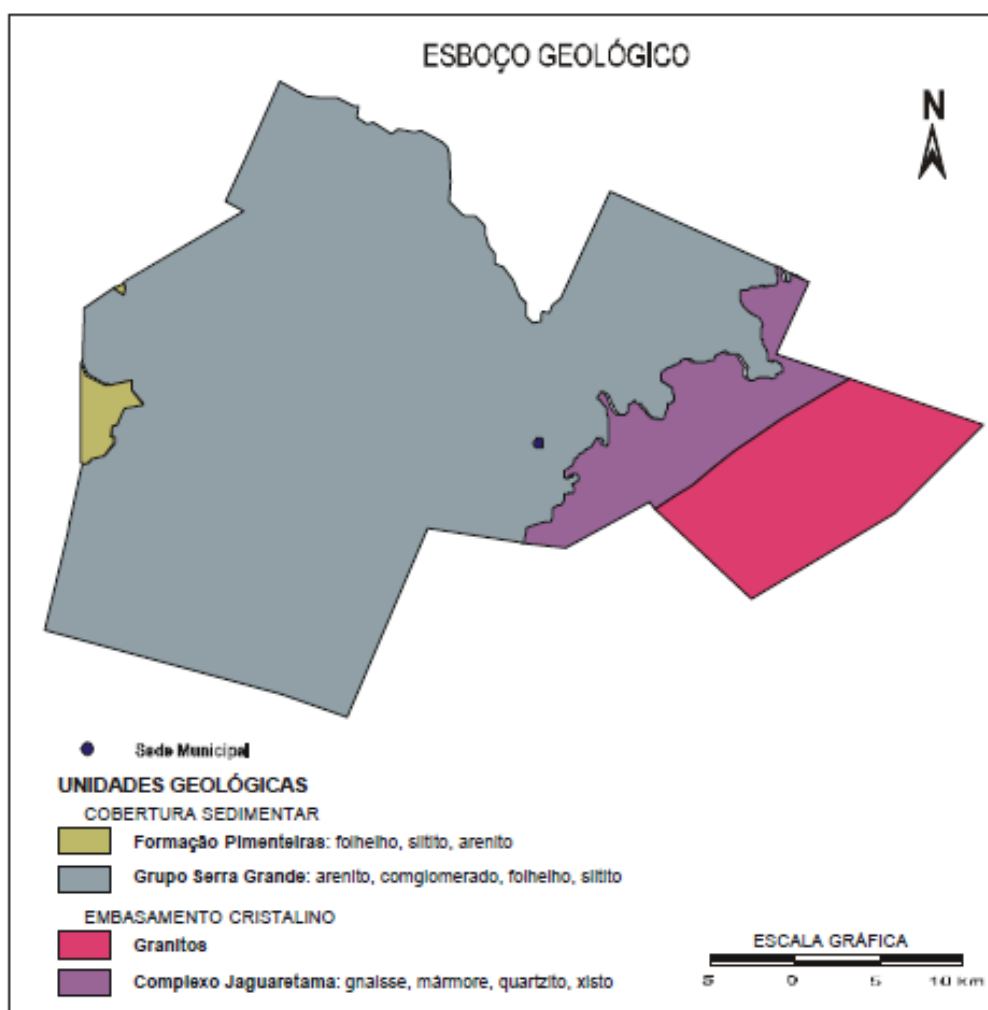 ESBOÇO GEOLÓGICO
N
Sede Municipal
UNIDADES GEOLÓGICAS
COBERTURA SEDIMENTAR
Formação Pimenteiras: folhelho, siltito, arenito
Grupo Serra Grande: arenito, comglomerado, folhelho, siltito
EMBASAMENTO CRISTALINO
Granitos
Complexo Jaguaretama: gnaisse, mármore, quartzito, xisto
ESCALA GRÁFICA
5 0 5 10 km